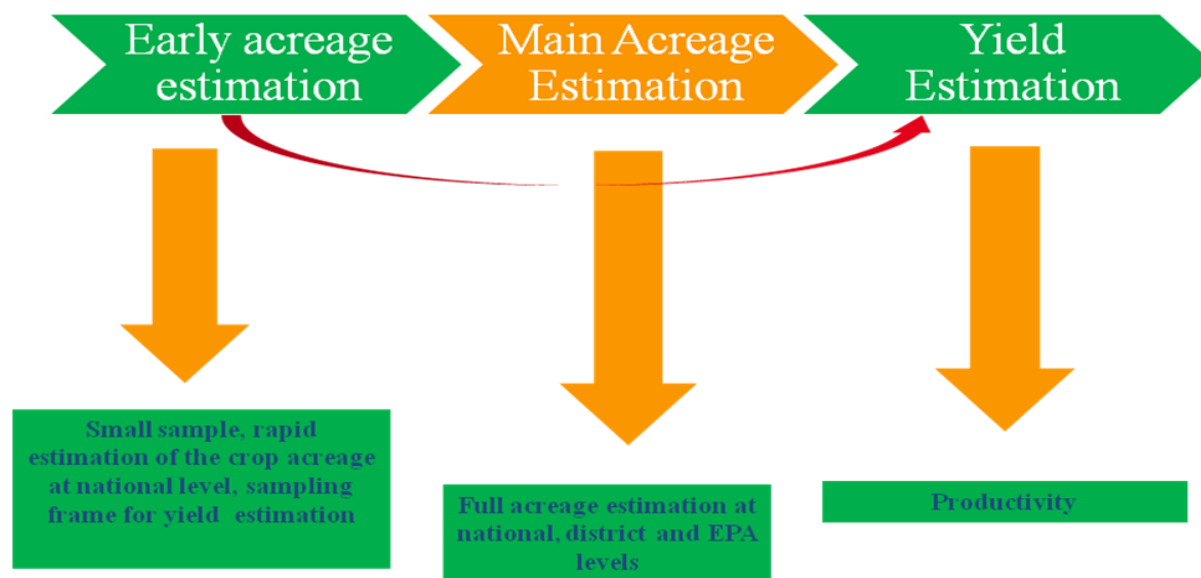 Early acreage
estimation
Main Acreage
Estimation
Yield
Estimation
Small sample, rapid
estimation of the crop acreage
at national level, sampling
frame for yield estimation
Full acreage estimation at
national, district and EPA
levels
Productivity